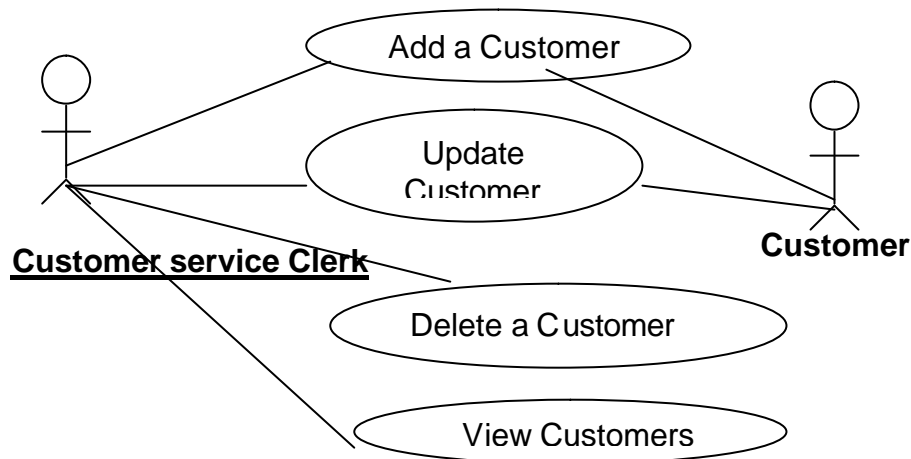 Add a Customer
Update
Customer
Customer service Clerk
Customer
Delete a Customer
View Customers